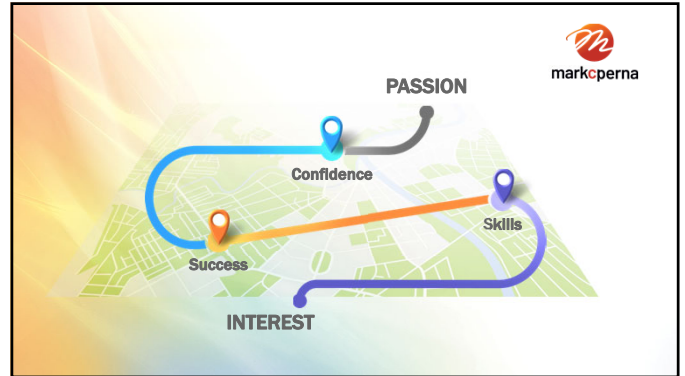 markcperna
PASSION
Confidence
Skills
Success
INTEREST